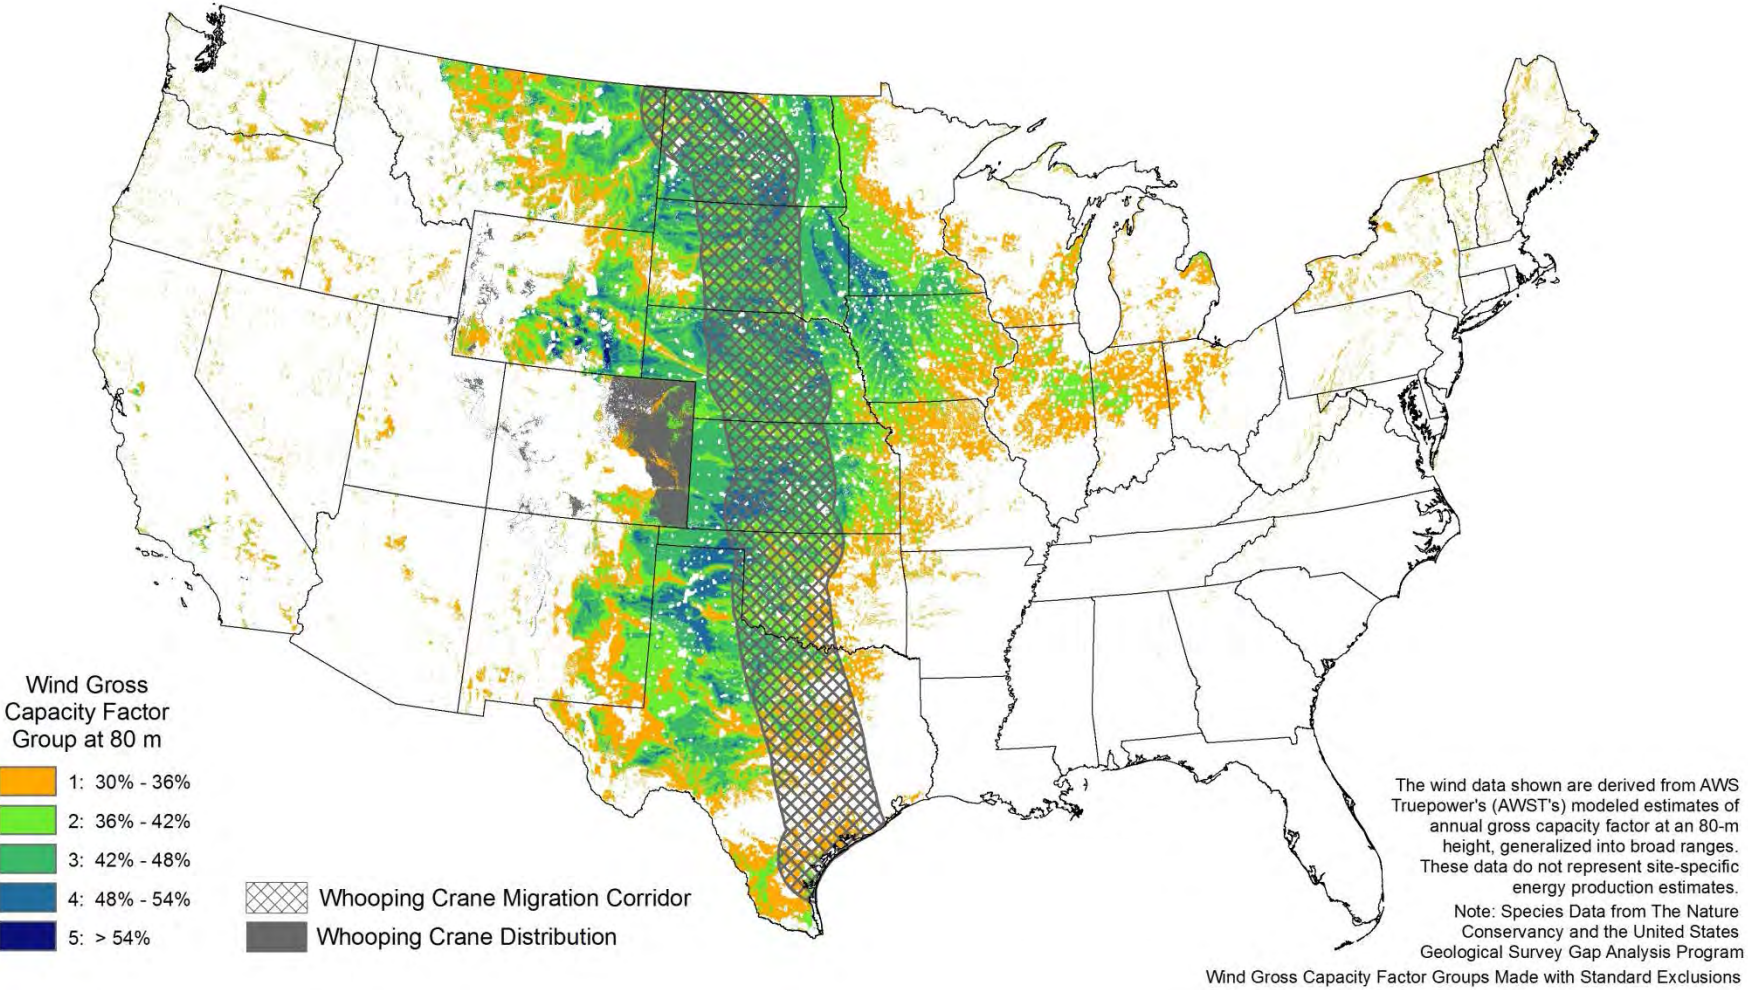 Wind Gross
Capacity Factor
Group at 80 m
1: 30% - 36%
2: 36% - 42%
3: 42% - 48%
4: 48% - 54%
5: > 54%
Whooping Crane Migration Corridor
Whooping Crane Distribution
The wind data shown are derived from AWS
Truepower's (AWST's) modeled estimates of
annual gross capacity factor at an 80-m
height, generalized into broad ranges.
These data do not represent site-specific
energy production estimates.
Note: Species Data from The Nature
Conservancy and the United States
Geological Survey Gap Analysis Program
Wind Gross Capacity Factor Groups Made with Standard Exclusions